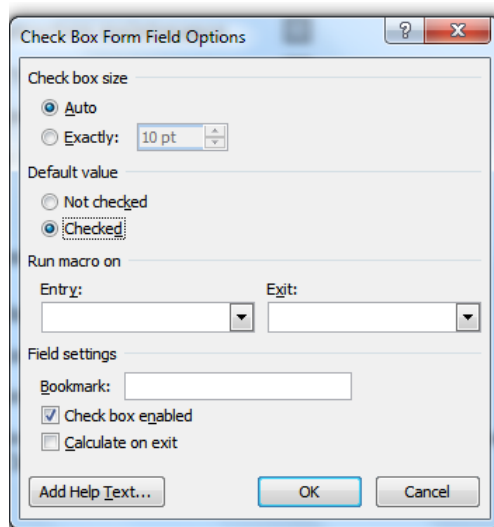 Check Box Form Field Options
Check box size
Auto
Exactly: 10 pt
Default value
Not checked
Checked
Run macro on
Entry: Exit:
Field settings
Bookmark:
Check box enabled
Calculate on exit
Add Help Text... OK Cancel